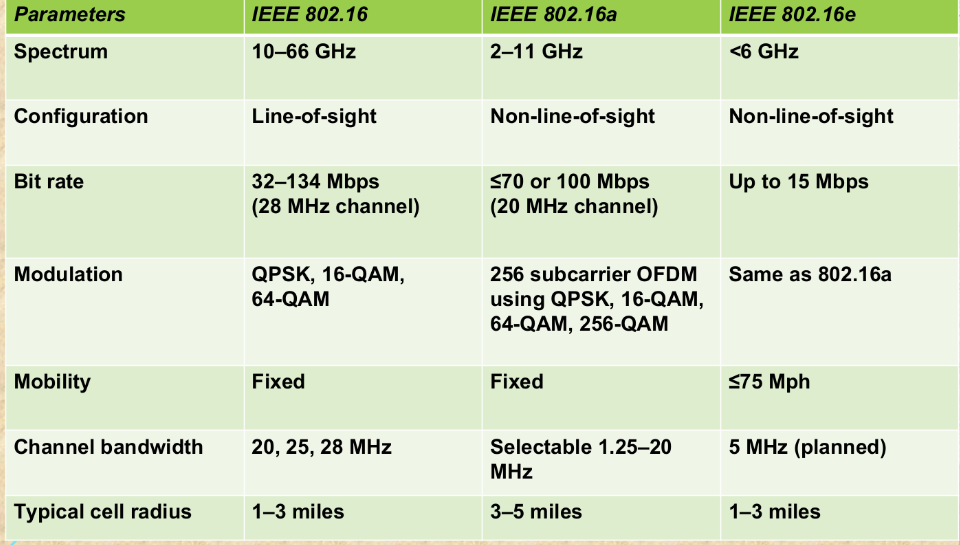 Parameters IEEE 802.16 IEEE 802.16a IEEE 802.16e
Spectrum 10–66 GHz 2–11 GHz <6 GHz
Configuration Line-of-sight Non-line-of-sight Non-line-of-sight
Bit rate 32–134 Mbps ≤70 or 100 Mbps Up to 15 Mbps
(28 MHz channel) (20 MHz channel)
Modulation QPSK, 16-QAM, 256 subcarrier OFDM Same as 802.16a
64-QAM using QPSK, 16-QAM,
64-QAM, 256-QAM
Mobility Fixed Fixed ≤75 Mph
Channel bandwidth 20, 25, 28 MHz Selectable 1.25–20 5 MHz (planned)
MHz
Typical cell radius 1–3 miles 3–5 miles 1–3 miles